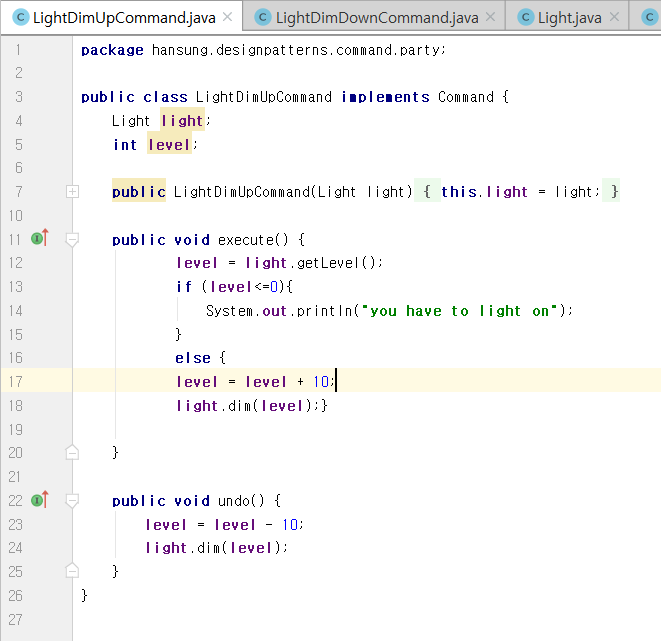 LightDimUpCommand.java × LightDimDownCommand.java × Light.java ×
1 package hansung.designpatterns.command.party;
2
3 public class LightDimUpCommand implements Command {
4 Light light;
5 int level;
6
7 public LightDimUpCommand(Light light) { this.light = light; }
10
11 public void execute() {
12 level = light.getLevel();
13 if (level<=0){
14 System.out.println("you have to light on");
15 }
16 else {
17 level = level + 10;
18 light.dim(level);}
19
20 }
21
22 public void undo() {
23 level = level - 10;
24 light.dim(level);
25 }
26 }
27